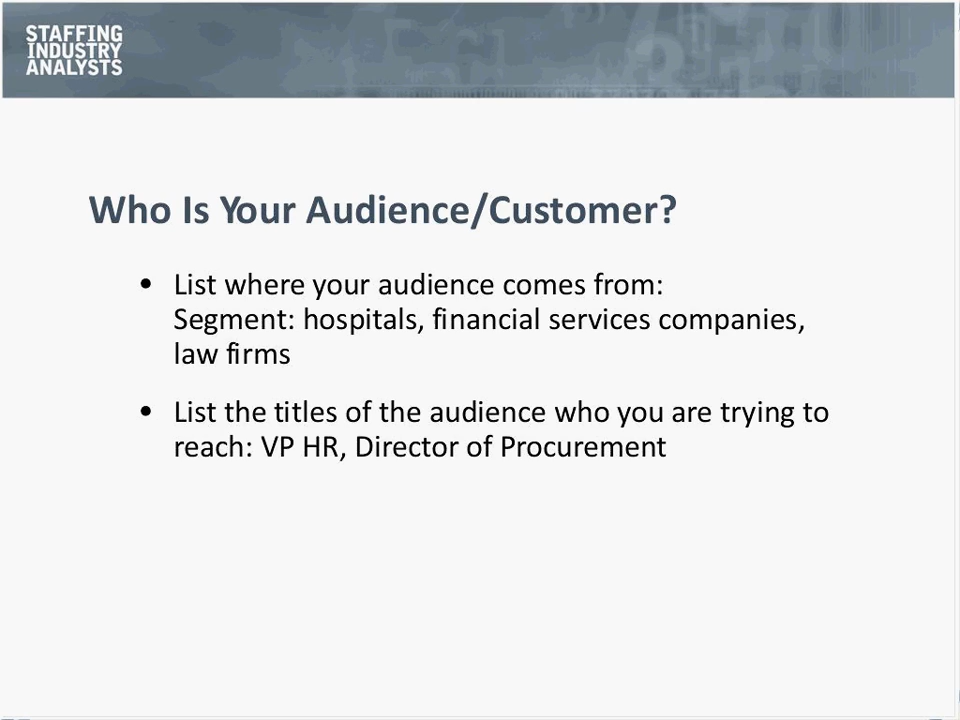 STAFFING
INDUSTRY
ANALYSTS
Who Is Your Audience/Customer?
• List where your audience comes from:
Segment: hospitals, financial services companies,
law firms
• List the titles of the audience who you are trying to
reach: VP HR, Director of Procurement